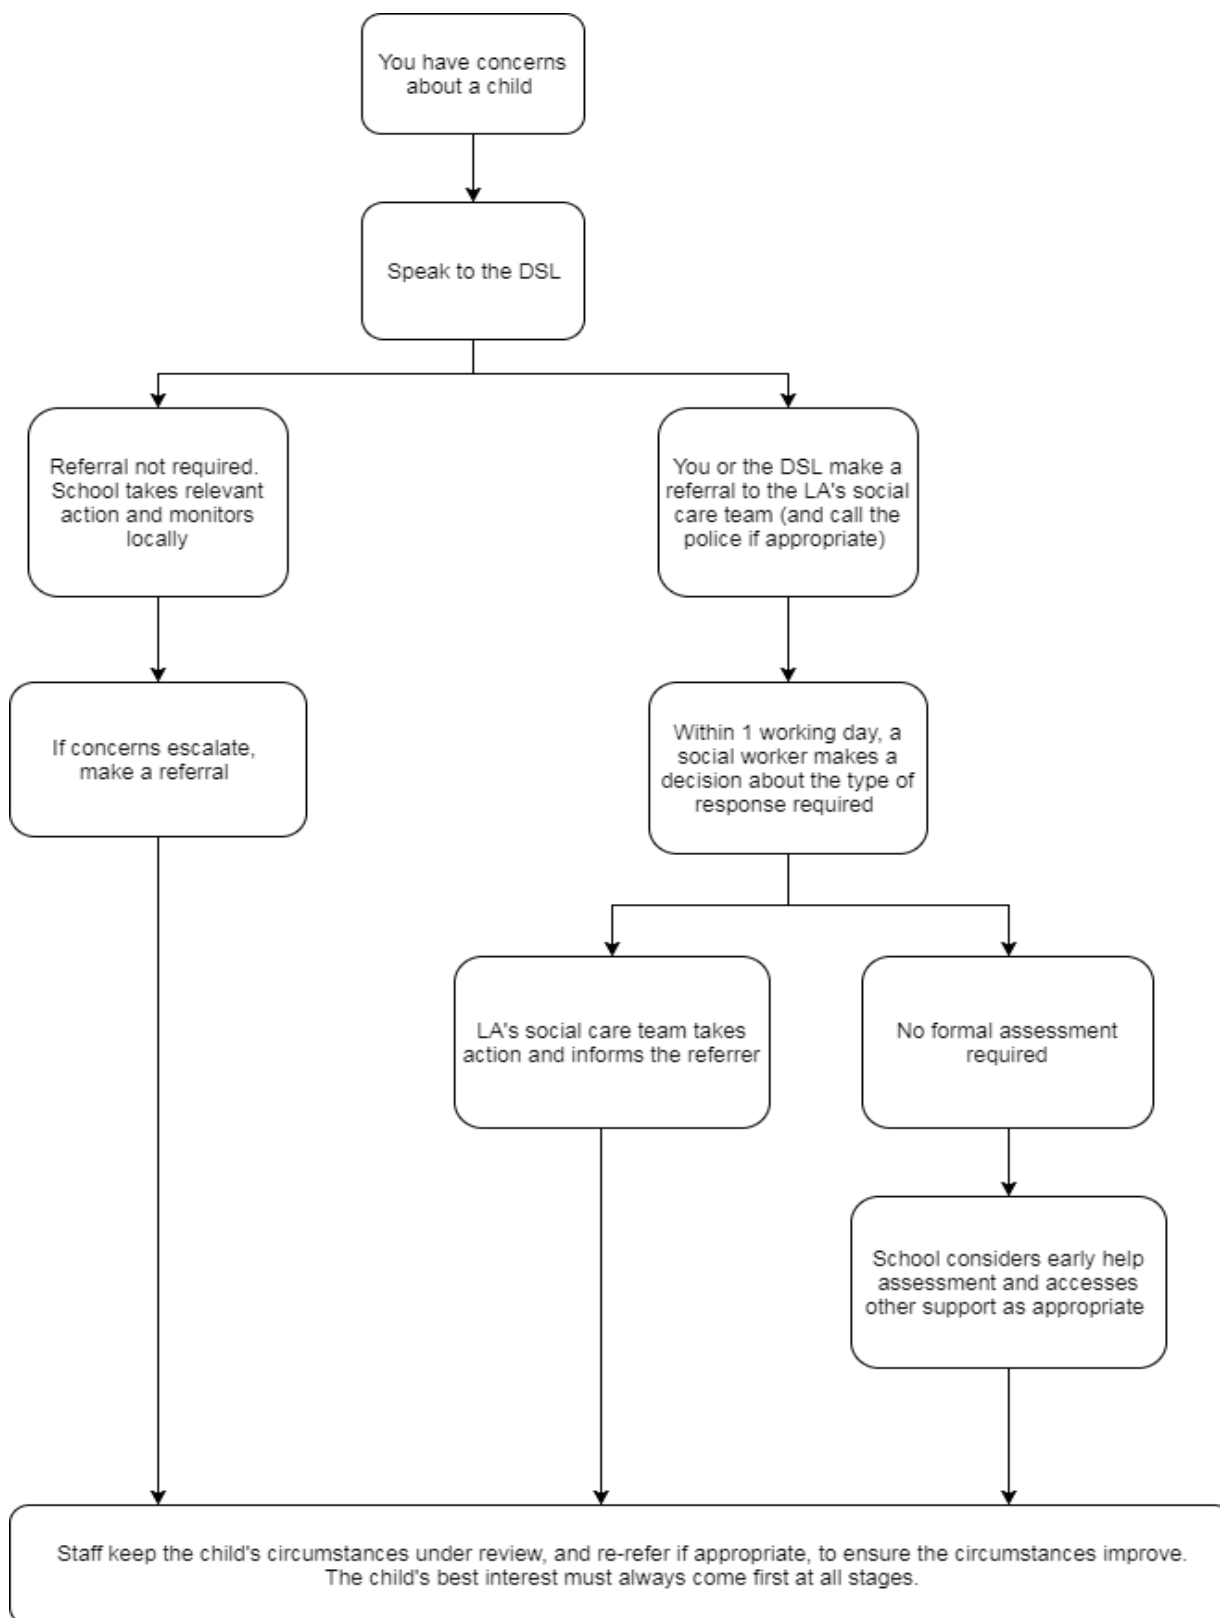 You have concerns
about a child
Speak to the DSL
Referral not required.
School takes relevant
action and monitors
locally
You or the DSL make a
referral to the LA's social
care team (and call the
police if appropriate)
If concerns escalate,
make a referral
Within 1 working day, a
social worker makes a
decision about the type of
response required
LA's social care team takes
action and informs the referrer
No formal assessment
required
School considers early help
assessment and accesses
other support as appropriate
Staff keep the child's circumstances under review, and re-refer if appropriate, to ensure the circumstances improve.
The child's best interest must always come first at all stages.